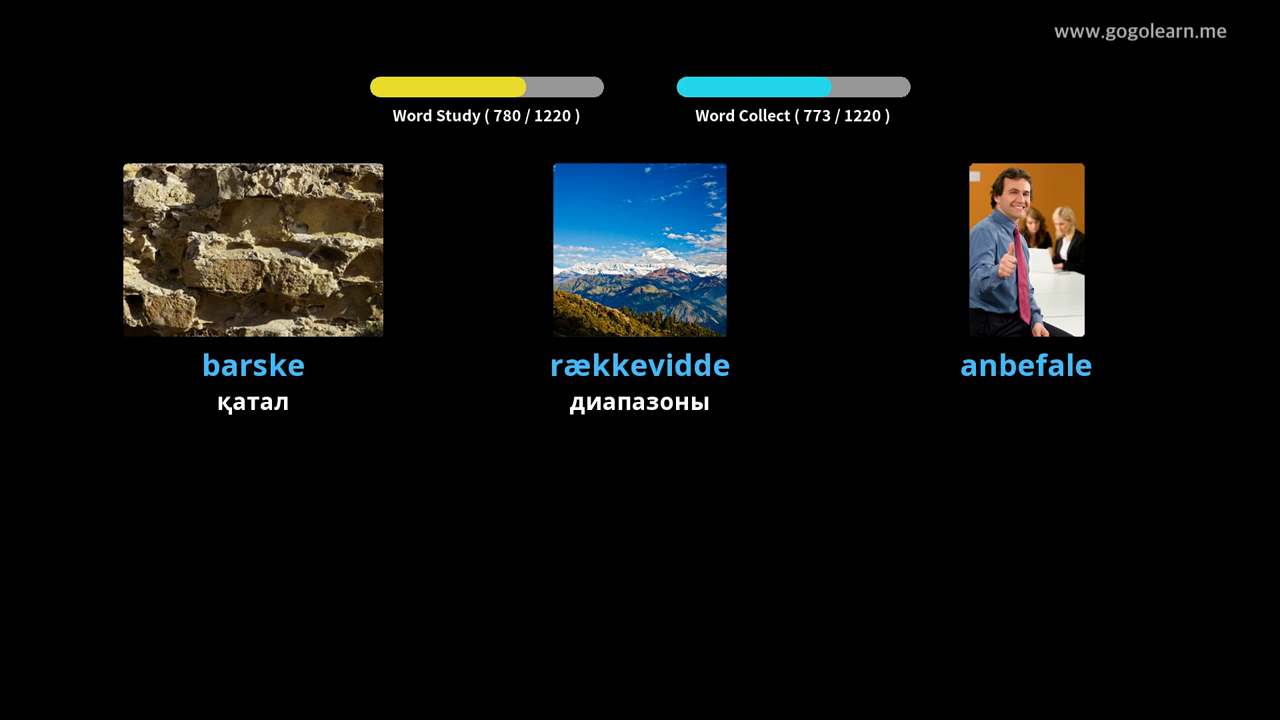 www.gogolearn.me
Word Study ( 780 / 1220 )
Word Collect ( 773 / 1220 )
barske
қатал
rækkevidde
диапазоны
anbefale